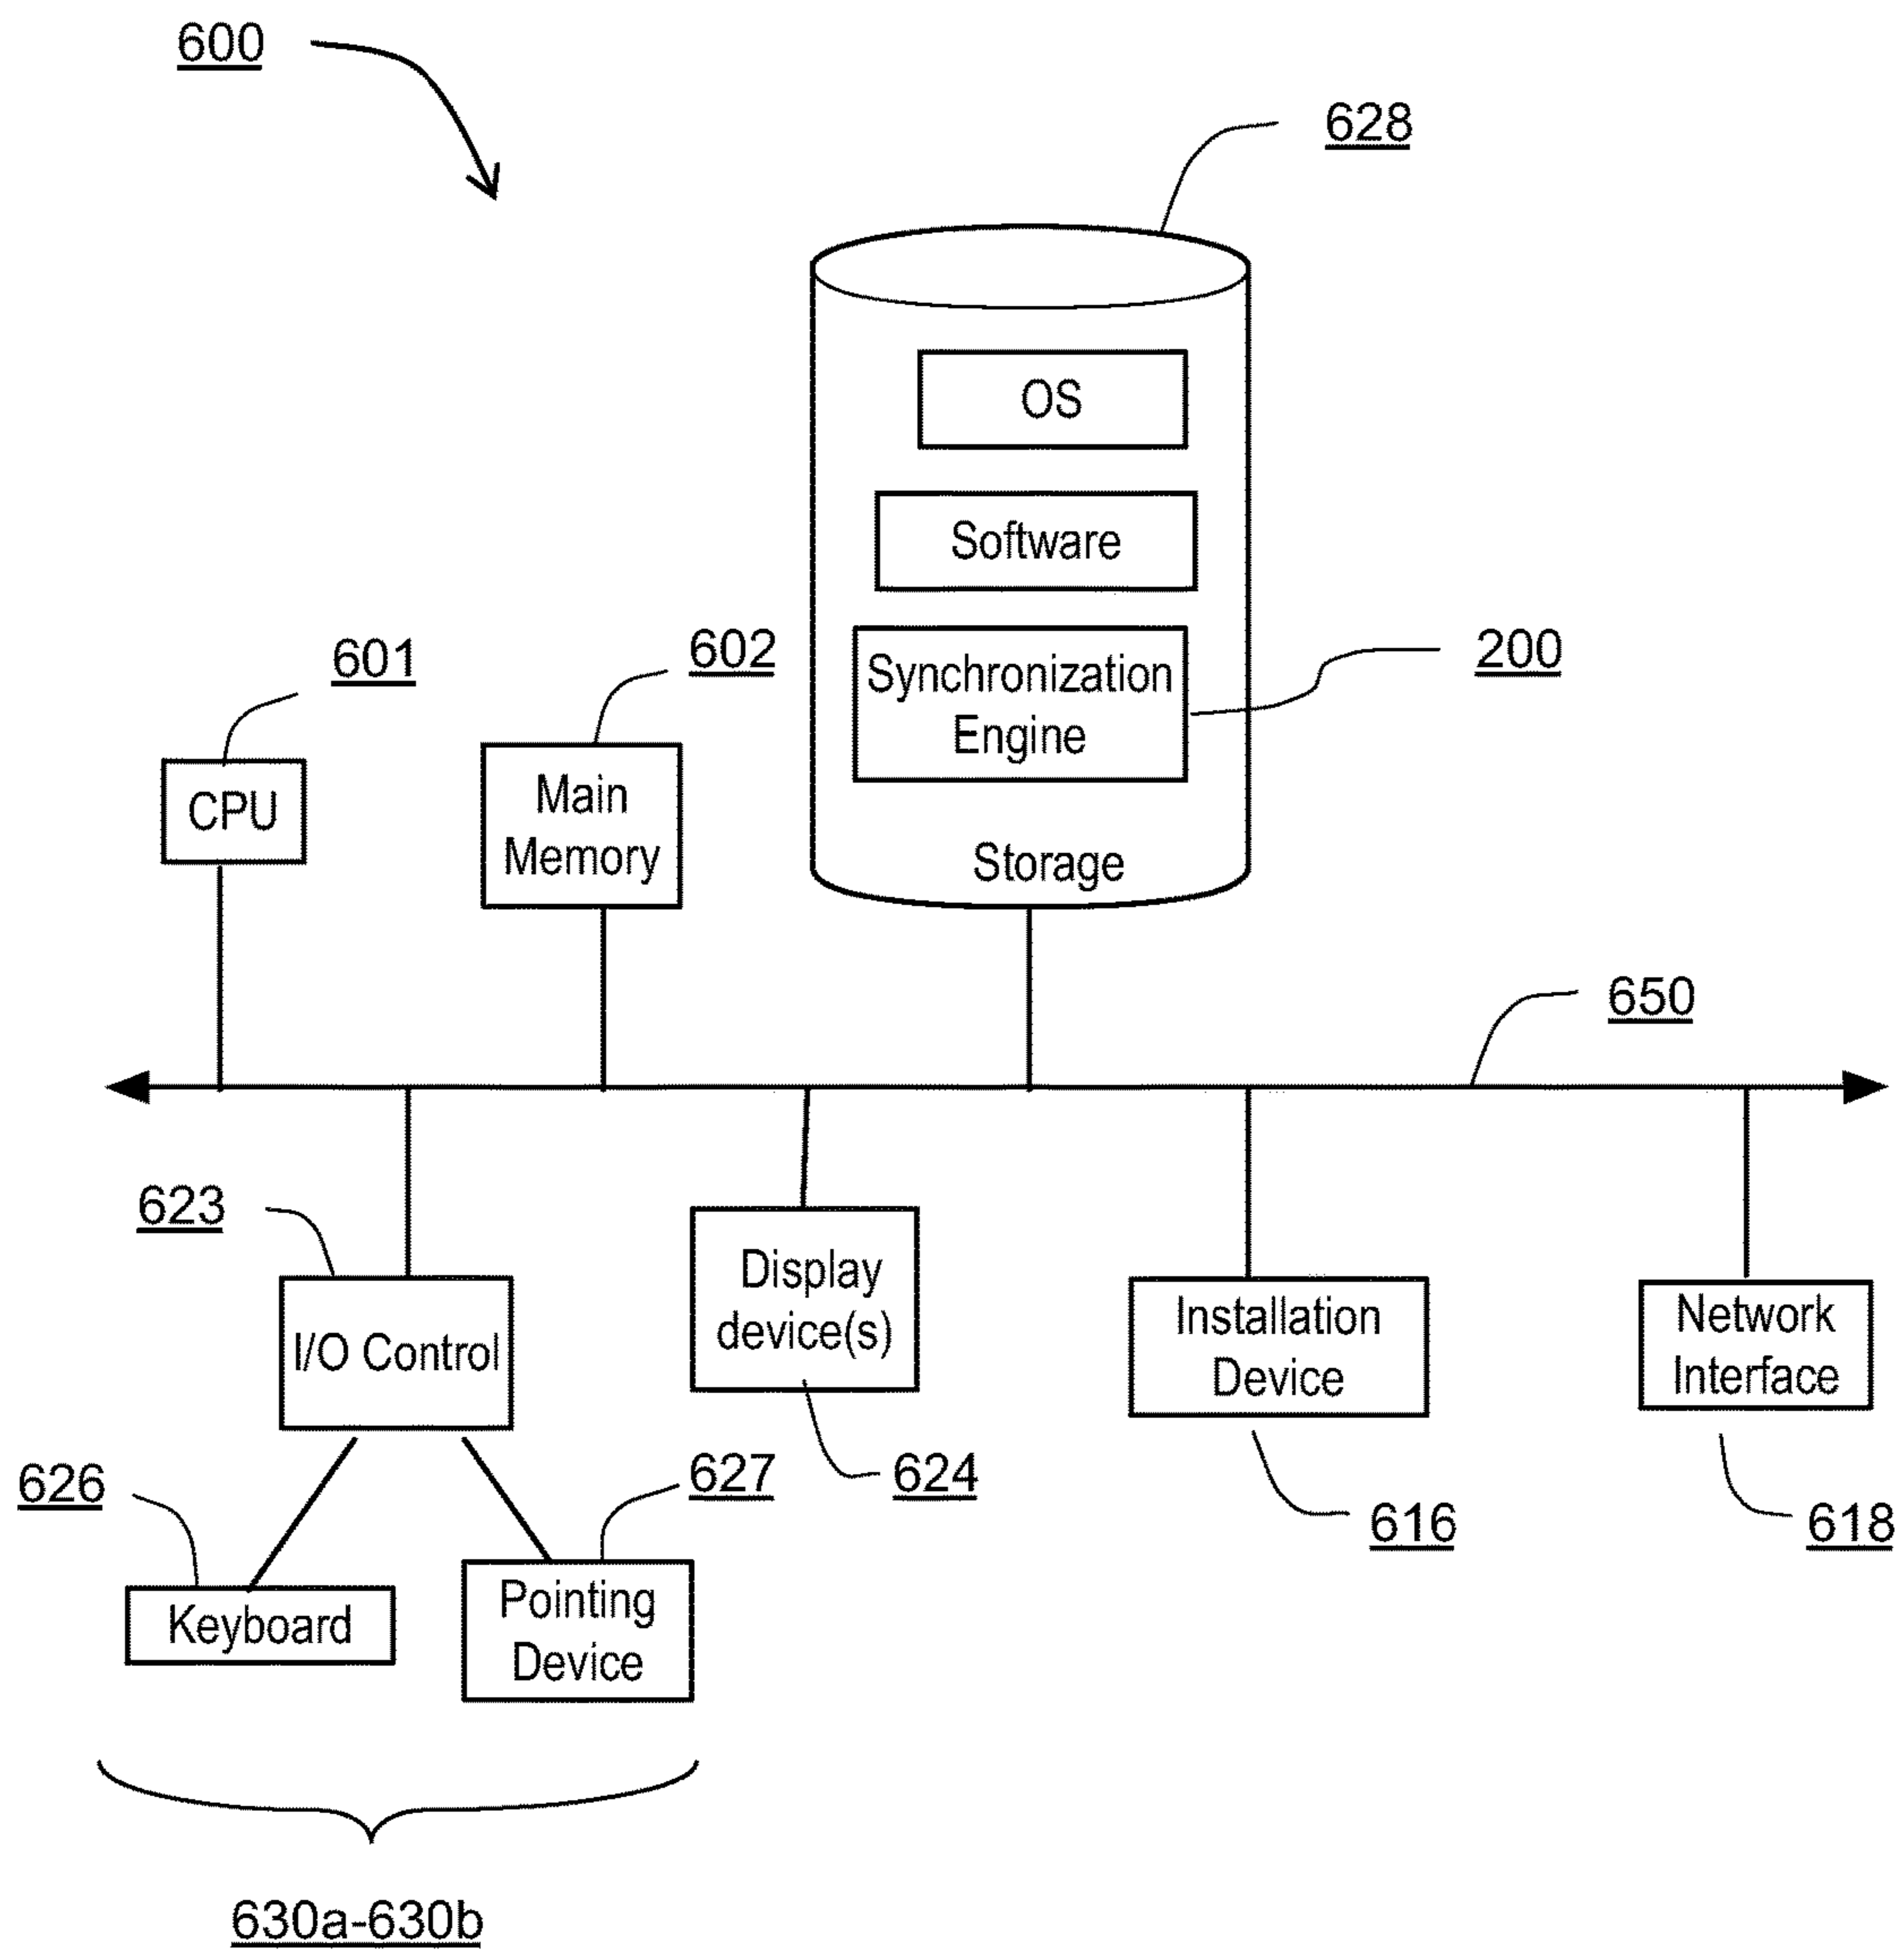 600
628
OS
Software
601
602
Synchronization
Engine
200
CPU
Main
Memory
Storage
650
623
I/O Control
Display
device(s)
Installation
Device
Network
Interface
626
627
624
616
618
Keyboard
Pointing
Device
630a-630b